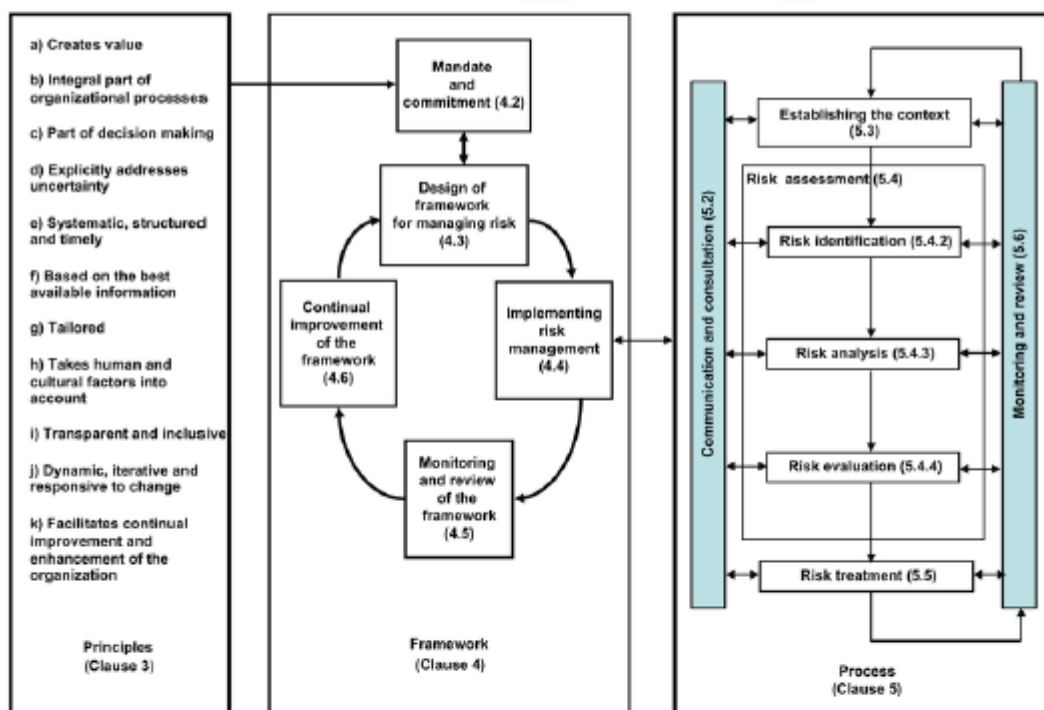 a) Creates value
b) Integral part of
organizational processes
c) Part of decision making
d) Explicitly addresses
uncertainty
e) Systematic, structured
and timely
f) Based on the best
available information
g) Tailored
h) Takes human and
cultural factors into
account
i) Transparent and inclusive
j) Dynamic, iterative and
responsive to change
k) Facilitates continual
improvement and
enhancement of the
organization
Principles
(Clause 3)
Mandate
and
commitment (4.2)
Design of
framework
for managing risk
(4.3)
Implementing
risk
management
(4.4)
Continual
improvement
of the
framework
(4.6)
Monitoring
and review
of the
framework
(4.5)
Framework
(Clause 4)
Communication and consultation (5.2)
Establishing the context
(5.3)
Risk assessment (5.4)
Risk identification (5.4.2)
Risk analysis (5.4.3)
Risk evaluation (5.4.4)
Risk treatment (5.5)
Monitoring and review (5.6)
Process
(Clause 5)